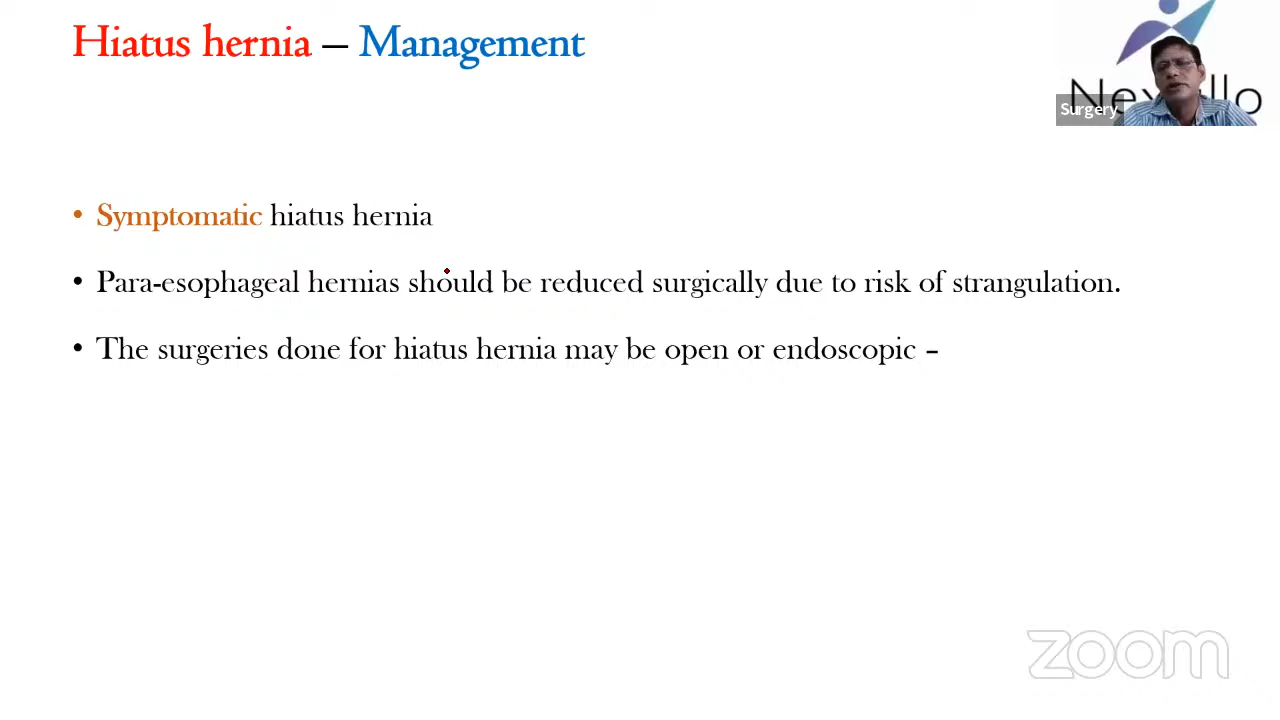 Hiatus hernia – Management
Surgery
• Symptomatic hiatus hernia
• Para-esophageal hernias should be reduced surgically due to risk of strangulation.
• The surgeries done for hiatus hernia may be open or endoscopic –
zoom